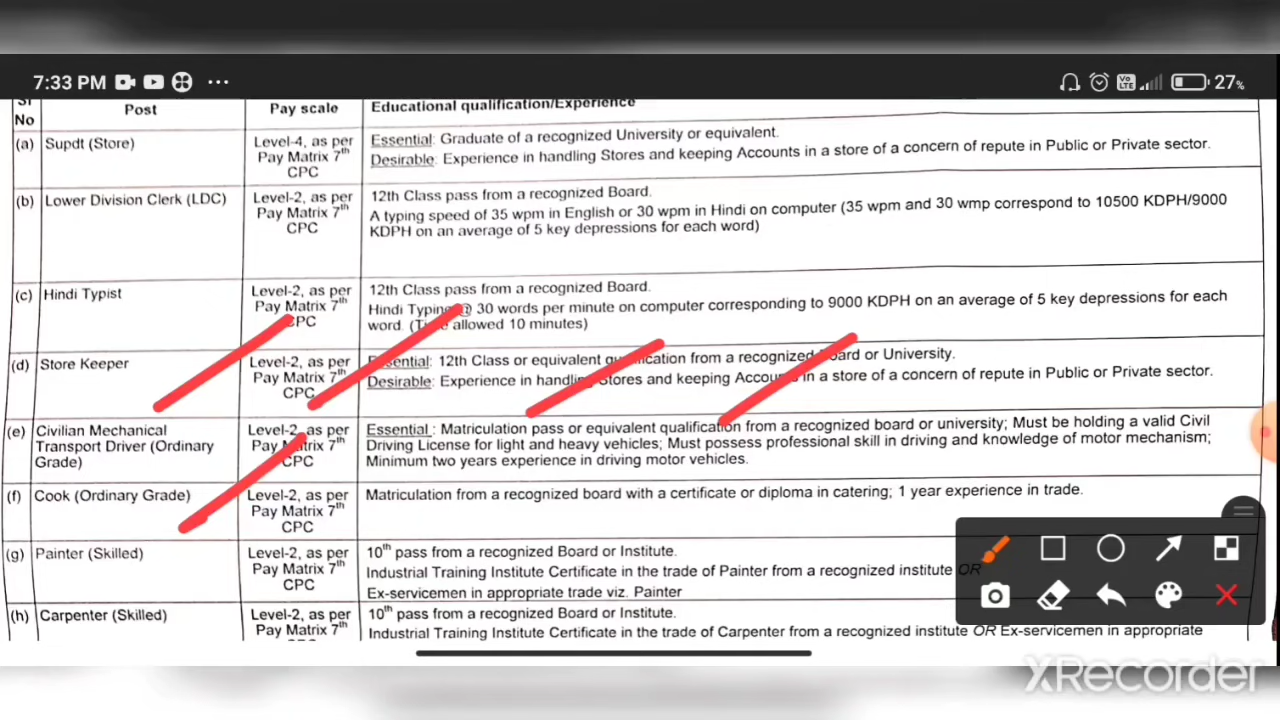 7:33 PM ... Vo LTE 27%
Sr No Post Pay scale Educational qualification/Experience
(a) Supdt (Store) Level-4, as per Pay Matrix 7th CPC
Essential: Graduate of a recognized University or equivalent.
Desirable: Experience in handling Stores and keeping Accounts in a store of a concern of repute in Public or Private sector.
(b) Lower Division Clerk (LDC) Level-2, as per Pay Matrix 7th CPC
12th Class pass from a recognized Board.
A typing speed of 35 wpm in English or 30 wpm in Hindi on computer (35 wpm and 30 wmp correspond to 10500 KDPH/9000
KDPH on an average of 5 key depressions for each word)
(c) Hindi Typist Level-2, as per Pay Matrix 7th CPC
12th Class pass from a recognized Board.
Hindi Typing @ 30 words per minute on computer corresponding to 9000 KDPH on an average of 5 key depressions for each
word. (Time allowed 10 minutes)
(d) Store Keeper Level-2, as per Pay Matrix 7th CPC
Essential: 12th Class or equivalent qualification from a recognized Board or University.
Desirable: Experience in handling Stores and keeping Accounts in a store of a concern of repute in Public or Private sector.
(e) Civilian Mechanical Transport Driver (Ordinary Grade) Level-2, as per Pay Matrix 7th CPC
Essential : Matriculation pass or equivalent qualification from a recognized board or university; Must be holding a valid Civil
Driving License for light and heavy vehicles; Must possess professional skill in driving and knowledge of motor mechanism;
Minimum two years experience in driving motor vehicles.
(f) Cook (Ordinary Grade) Level-2, as per Pay Matrix 7th CPC
Matriculation from a recognized board with a certificate or diploma in catering; 1 year experience in trade.
(g) Painter (Skilled) Level-2, as per Pay Matrix 7th CPC
10th pass from a recognized Board or Institute.
Industrial Training Institute Certificate in the trade of Painter from a recognized institute OR
Ex-servicemen in appropriate trade viz. Painter
(h) Carpenter (Skilled) Level-2, as per Pay Matrix 7th
10th pass from a recognized Board or Institute.
Industrial Training Institute Certificate in the trade of Carpenter from a recognized institute OR Ex-servicemen in appropriate
XRecorder